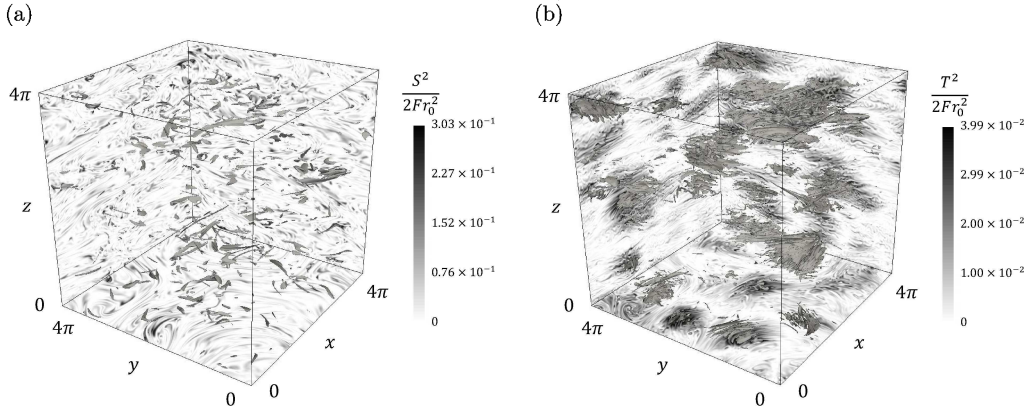 (a)
4π
z
0
4π
y
0
0
x
4π
S²
2Fr₀²
3.03 × 10⁻¹
2.27 × 10⁻¹
1.52 × 10⁻¹
0.76 × 10⁻¹
0
(b)
4π
z
0
4π
y
0
0
x
4π
T²
2Fr₀²
3.99 × 10⁻²
2.99 × 10⁻²
2.00 × 10⁻²
1.00 × 10⁻²
0